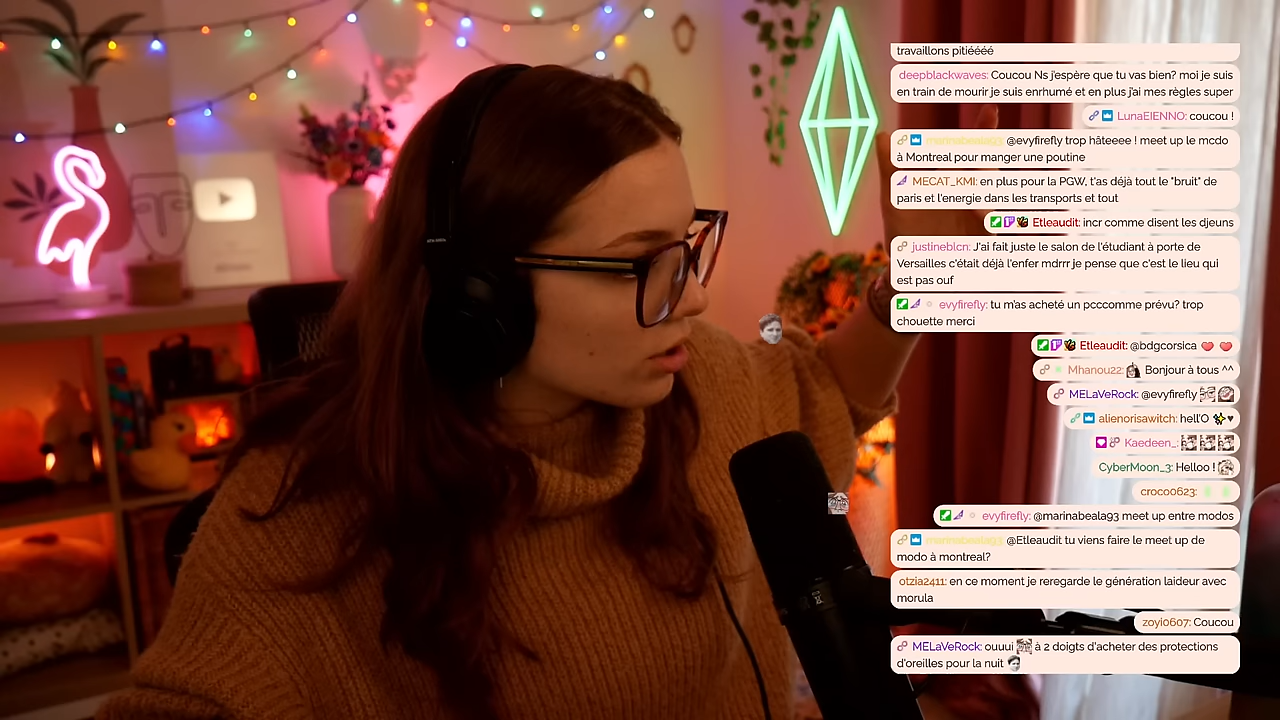 travaillons pitiéééé
deepblackwaves: Coucou Ns j'espère que tu vas bien? moi je suis
en train de mourir je suis enrhumé et en plus j'ai mes règles super
LunaEIENNO: coucou !
marinabeala93: @evyfirefly trop hâteeee ! meet up le mcdo
à Montreal pour manger une poutine
MECAT_KMI: en plus pour la PGW, t'as déjà tout le "bruit" de
paris et l'energie dans les transports et tout
Etleaudit: incr comme disent les djeuns
justineblcn: J'ai fait juste le salon de l'étudiant à porte de
Versailles c'était déjà l'enfer mdrrr je pense que c'est le lieu qui
est pas ouf
evyfirefly: tu m'as acheté un pcccomme prévu? trop
chouette merci
Etleaudit: @bdgcorsica
Mhanou22: Bonjour à tous ^^
MELaVeRock: @evyfirefly
alienorisawitch: hell'O
Kaedeen_:
CyberMoon_3: Helloo !
croco0623:
evyfirefly: @marinabeala93 meet up entre modos
marinabeala93: @Etleaudit tu viens faire le meet up de
modo à montreal?
otzia2411: en ce moment je reregarde le génération laideur avec
morula
zoyi0607: Coucou
MELaVeRock: ouuui à 2 doigts d'acheter des protections
d'oreilles pour la nuit